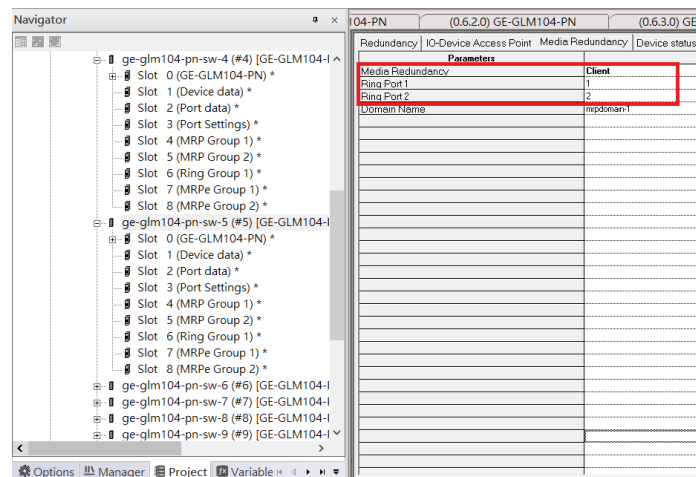 Navigator
ge-glm104-pn-sw-4 (#4) [GE-GLM104-I
Slot 0 (GE-GLM104-PN) *
Slot 1 (Device data) *
Slot 2 (Port data) *
Slot 3 (Port Settings) *
Slot 4 (MRP Group 1) *
Slot 5 (MRP Group 2) *
Slot 6 (Ring Group 1) *
Slot 7 (MRPe Group 1) *
Slot 8 (MRPe Group 2) *
ge-glm104-pn-sw-5 (#5) [GE-GLM104-I
Slot 0 (GE-GLM104-PN) *
Slot 1 (Device data) *
Slot 2 (Port data) *
Slot 3 (Port Settings) *
Slot 4 (MRP Group 1) *
Slot 5 (MRP Group 2) *
Slot 6 (Ring Group 1) *
Slot 7 (MRPe Group 1) *
Slot 8 (MRPe Group 2) *
ge-glm104-pn-sw-6 (#6) [GE-GLM104-I
ge-glm104-pn-sw-7 (#7) [GE-GLM104-I
ge-glm104-pn-sw-8 (#8) [GE-GLM104-I
ge-glm104-pn-sw-9 (#9) [GE-GLM104-I
Options Manager Project Variable
04-PN (0.6.2.0) GE-GLM104-PN (0.6.3.0) GE
Redundancy IO-Device Access Point Media Redundancy Device status
Parameters
Media Redundancy Client
Ring Port 1 1
Ring Port 2 2
Domain Name mrpdomain-1